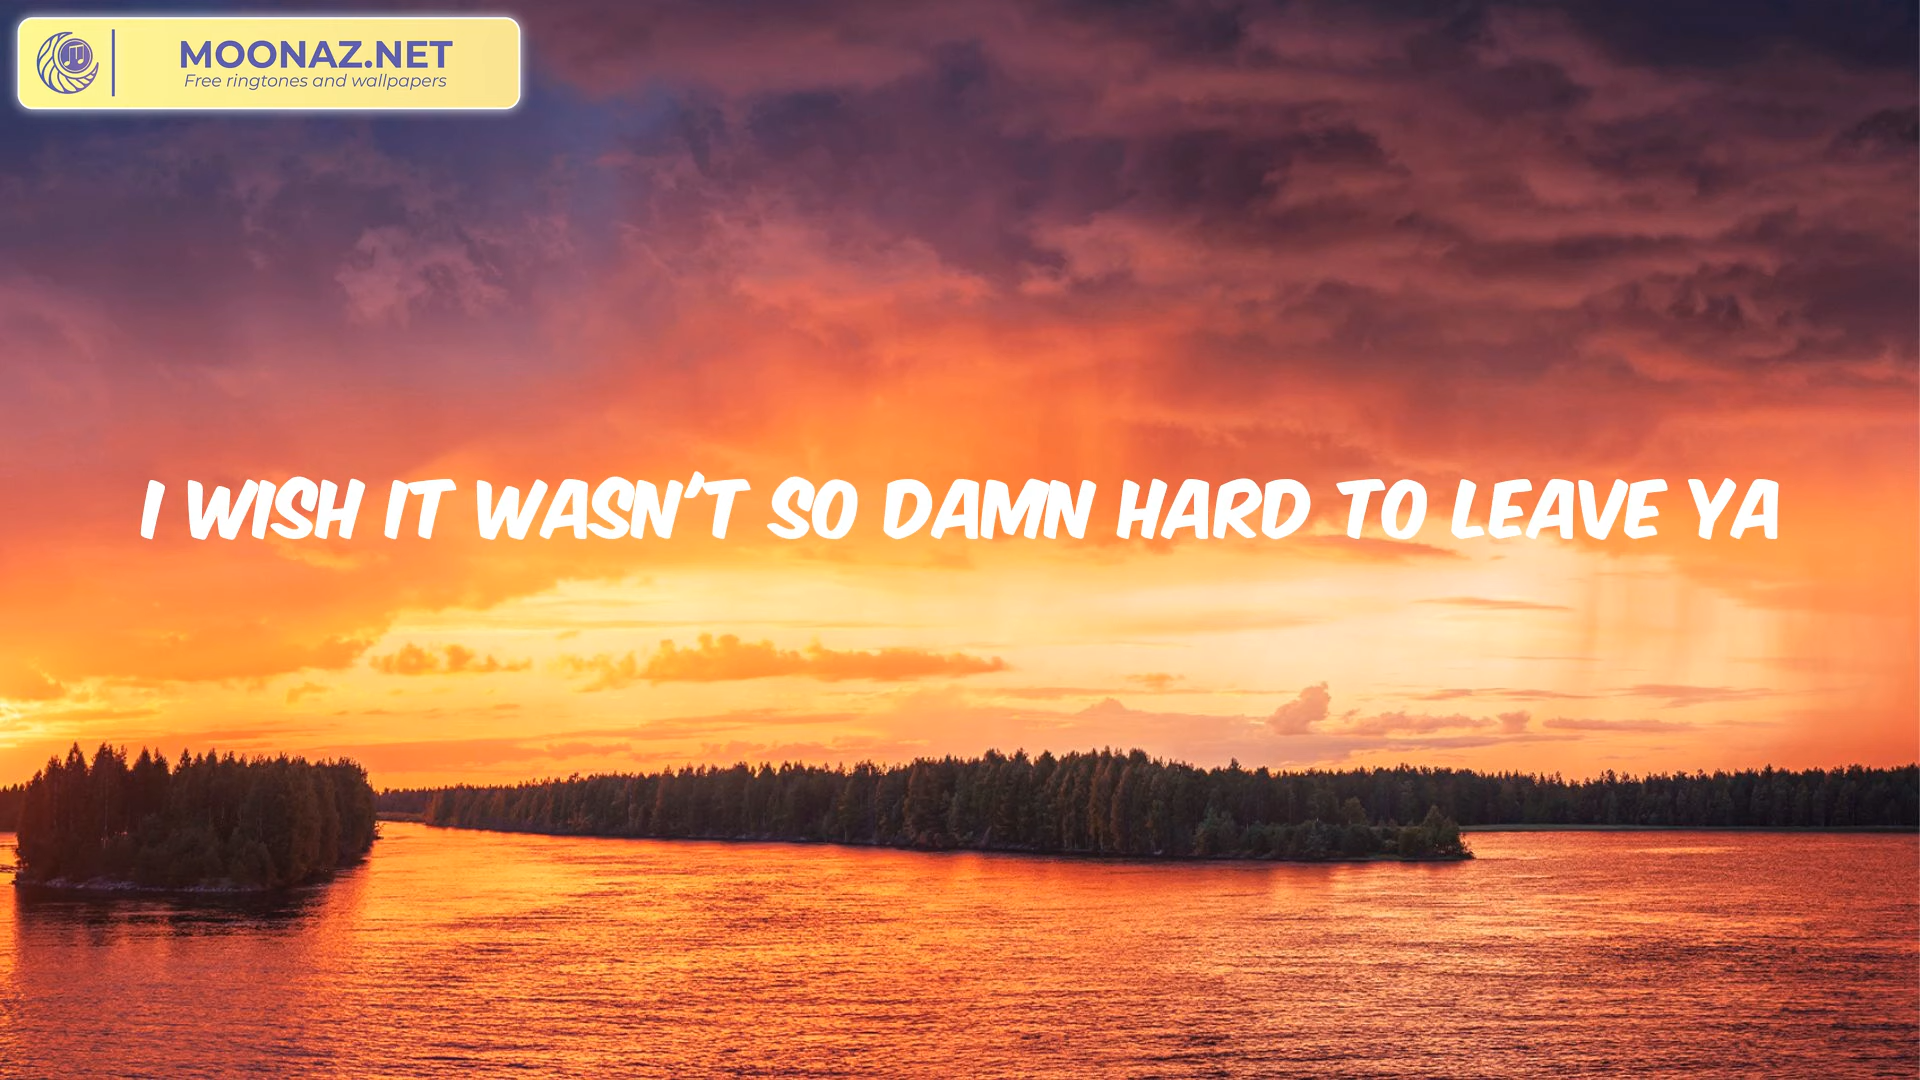 MOONAZ.NET
Free ringtones and wallpapers
I WISH IT WASN'T SO DAMN HARD TO LEAVE YA